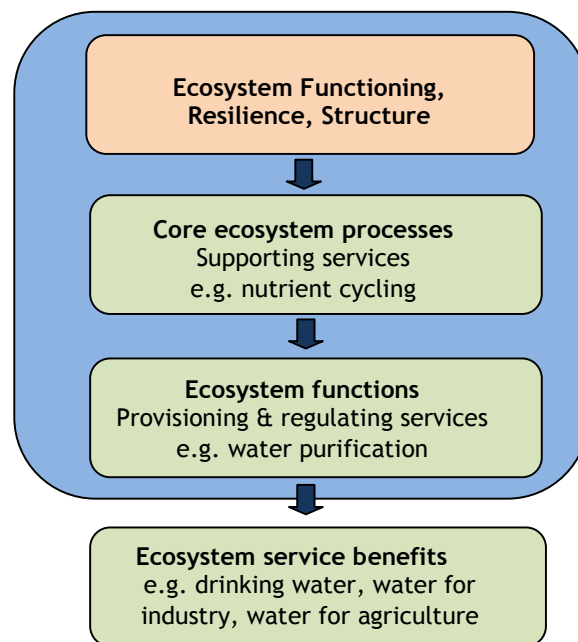 Ecosystem Functioning,
Resilience, Structure
Core ecosystem processes
Supporting services
e.g. nutrient cycling
Ecosystem functions
Provisioning & regulating services
e.g. water purification
Ecosystem service benefits
e.g. drinking water, water for
industry, water for agriculture